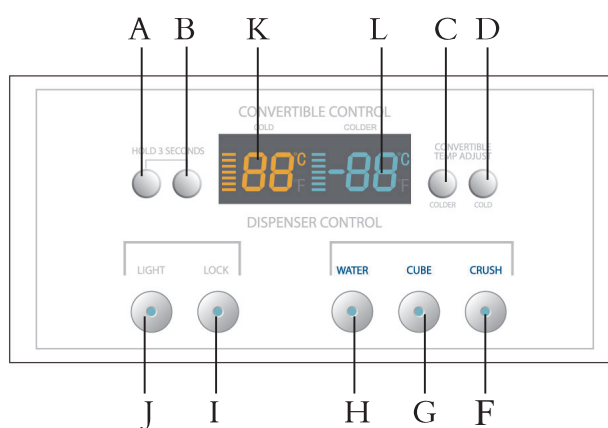 A B K L C D
CONVERTIBLE CONTROL
COLD COLDER
HOLD 3 SECONDS
88°C -88°C
F F
CONVERTIBLE
TEMP ADJUST
COLDER COLD
DISPENSER CONTROL
LIGHT LOCK WATER CUBE CRUSH
J I H G F